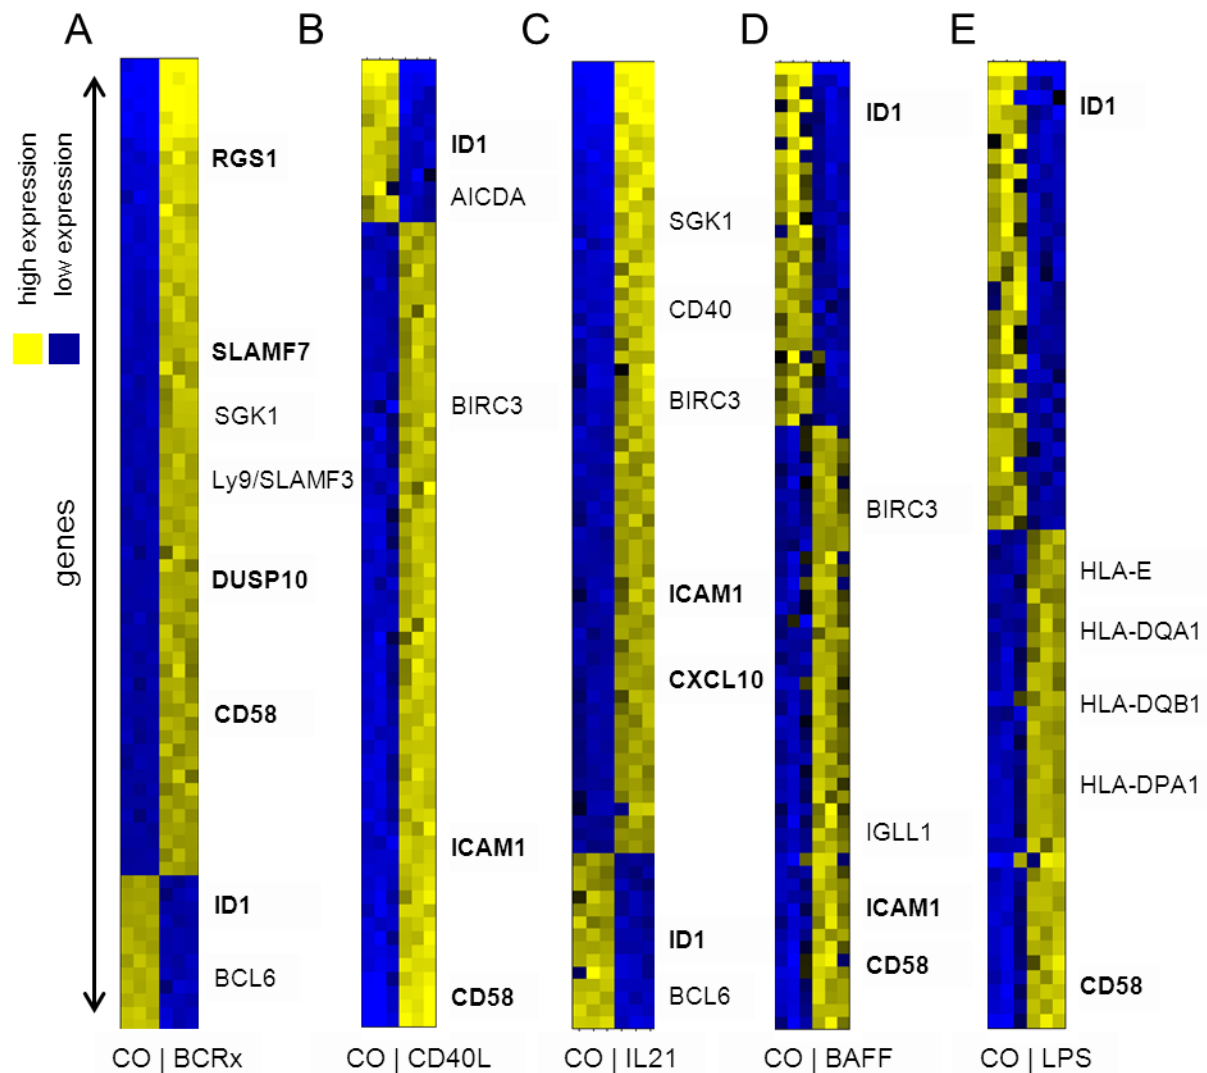 A
B
C
D
E
high expression
low expression
genes
RGS1
SLAMF7
SGK1
Ly9/SLAMF3
DUSP10
CD58
ID1
BCL6
CO | BCRx
ID1
AICDA
BIRC3
ICAM1
CD58
CO | CD40L
SGK1
CD40
BIRC3
ICAM1
CXCL10
ID1
BCL6
CO | IL21
ID1
BIRC3
IGLL1
ICAM1
CD58
CO | BAFF
ID1
HLA-E
HLA-DQA1
HLA-DQB1
HLA-DPA1
CD58
CO | LPS